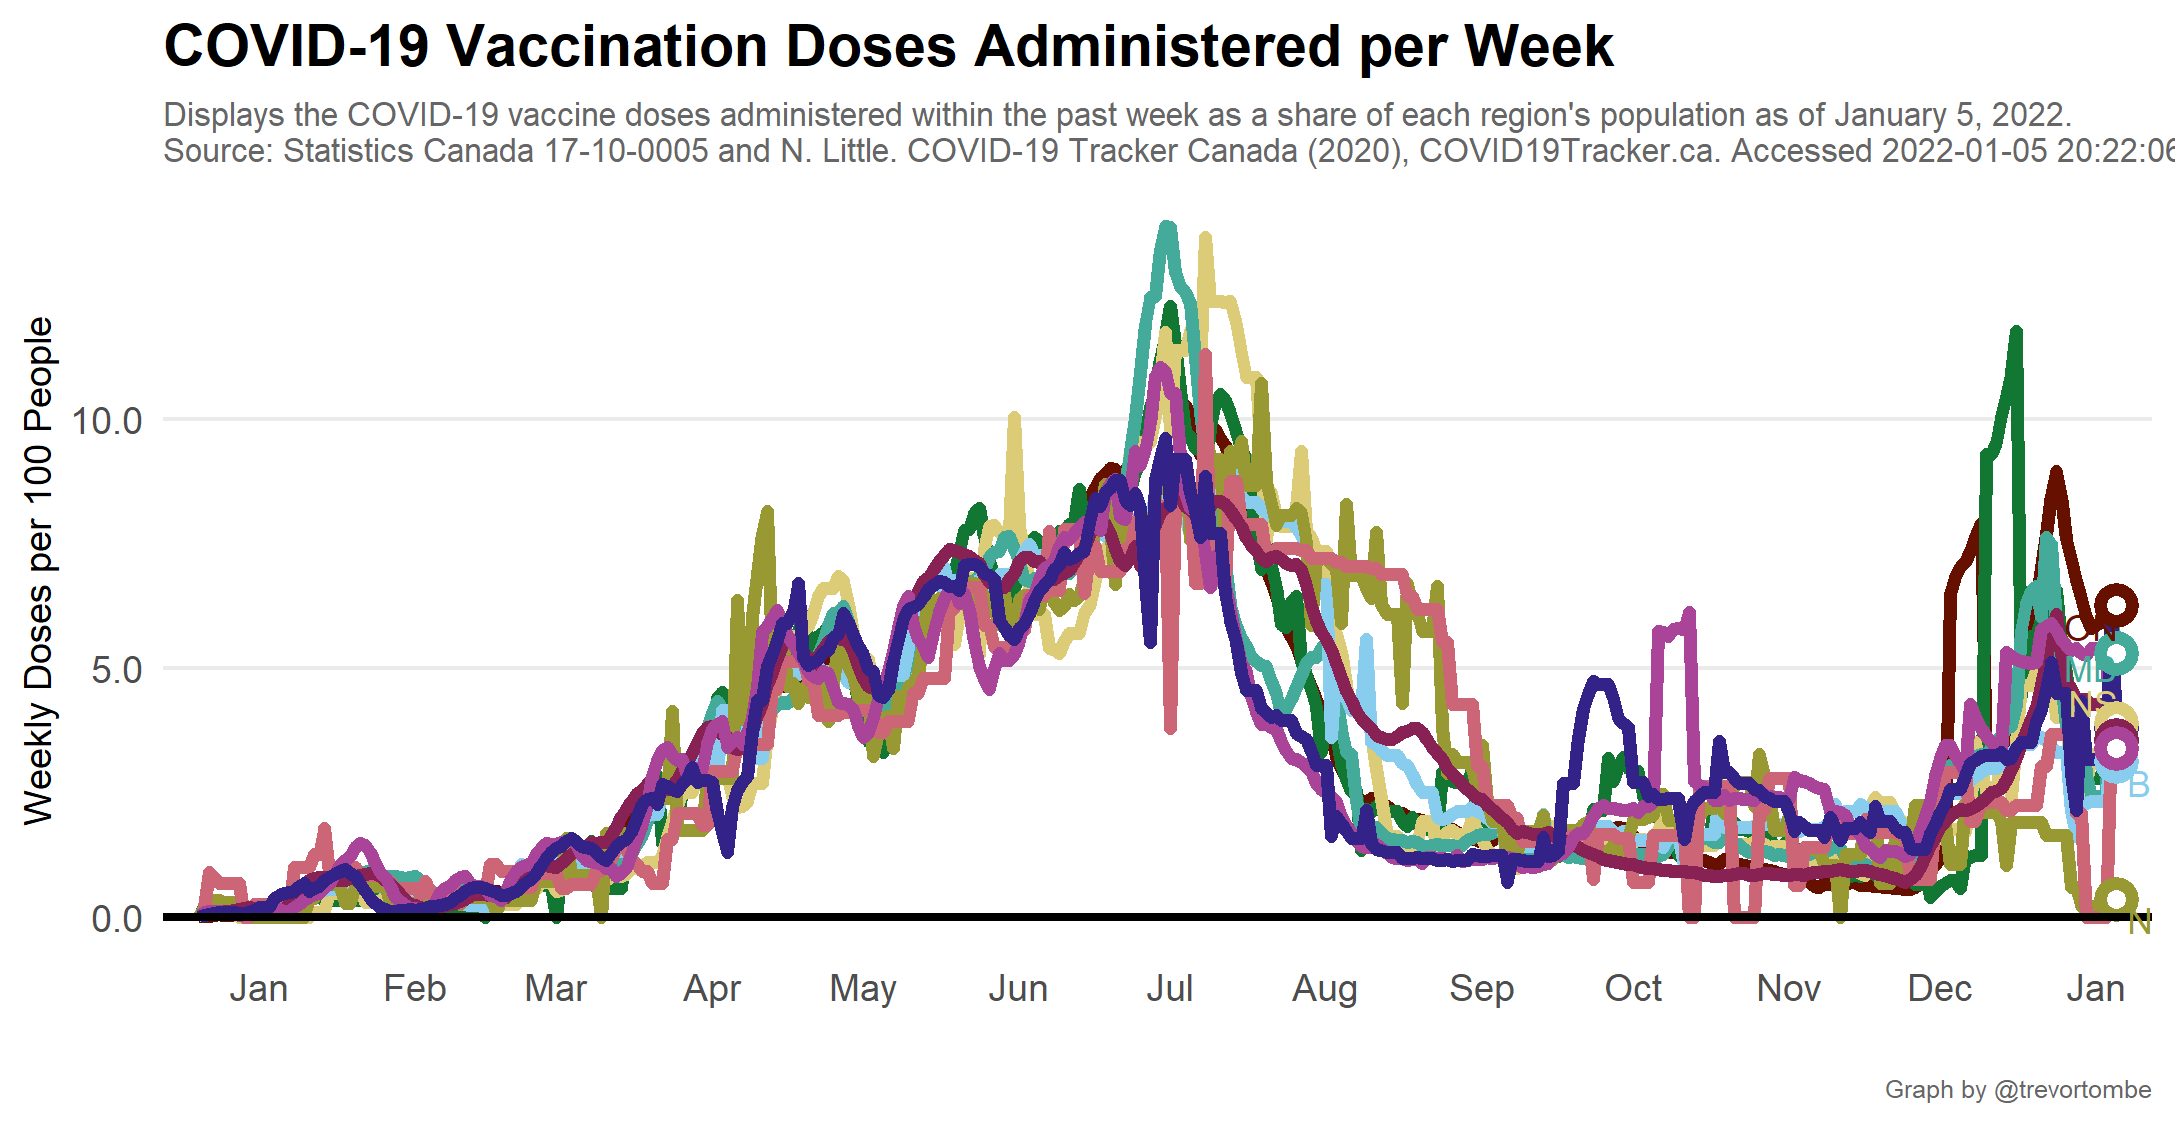 COVID-19 Vaccination Doses Administered per Week
Displays the COVID-19 vaccine doses administered within the past week as a share of each region's population as of January 5, 2022.
Source: Statistics Canada 17-10-0005 and N. Little. COVID-19 Tracker Canada (2020), COVID19Tracker.ca. Accessed 2022-01-05 20:22:06
Weekly Doses per 100 People
10.0
5.0
0.0
ON
MB
NS
B
N
Jan Feb Mar Apr May Jun Jul Aug Sep Oct Nov Dec Jan
Graph by @trevortombe